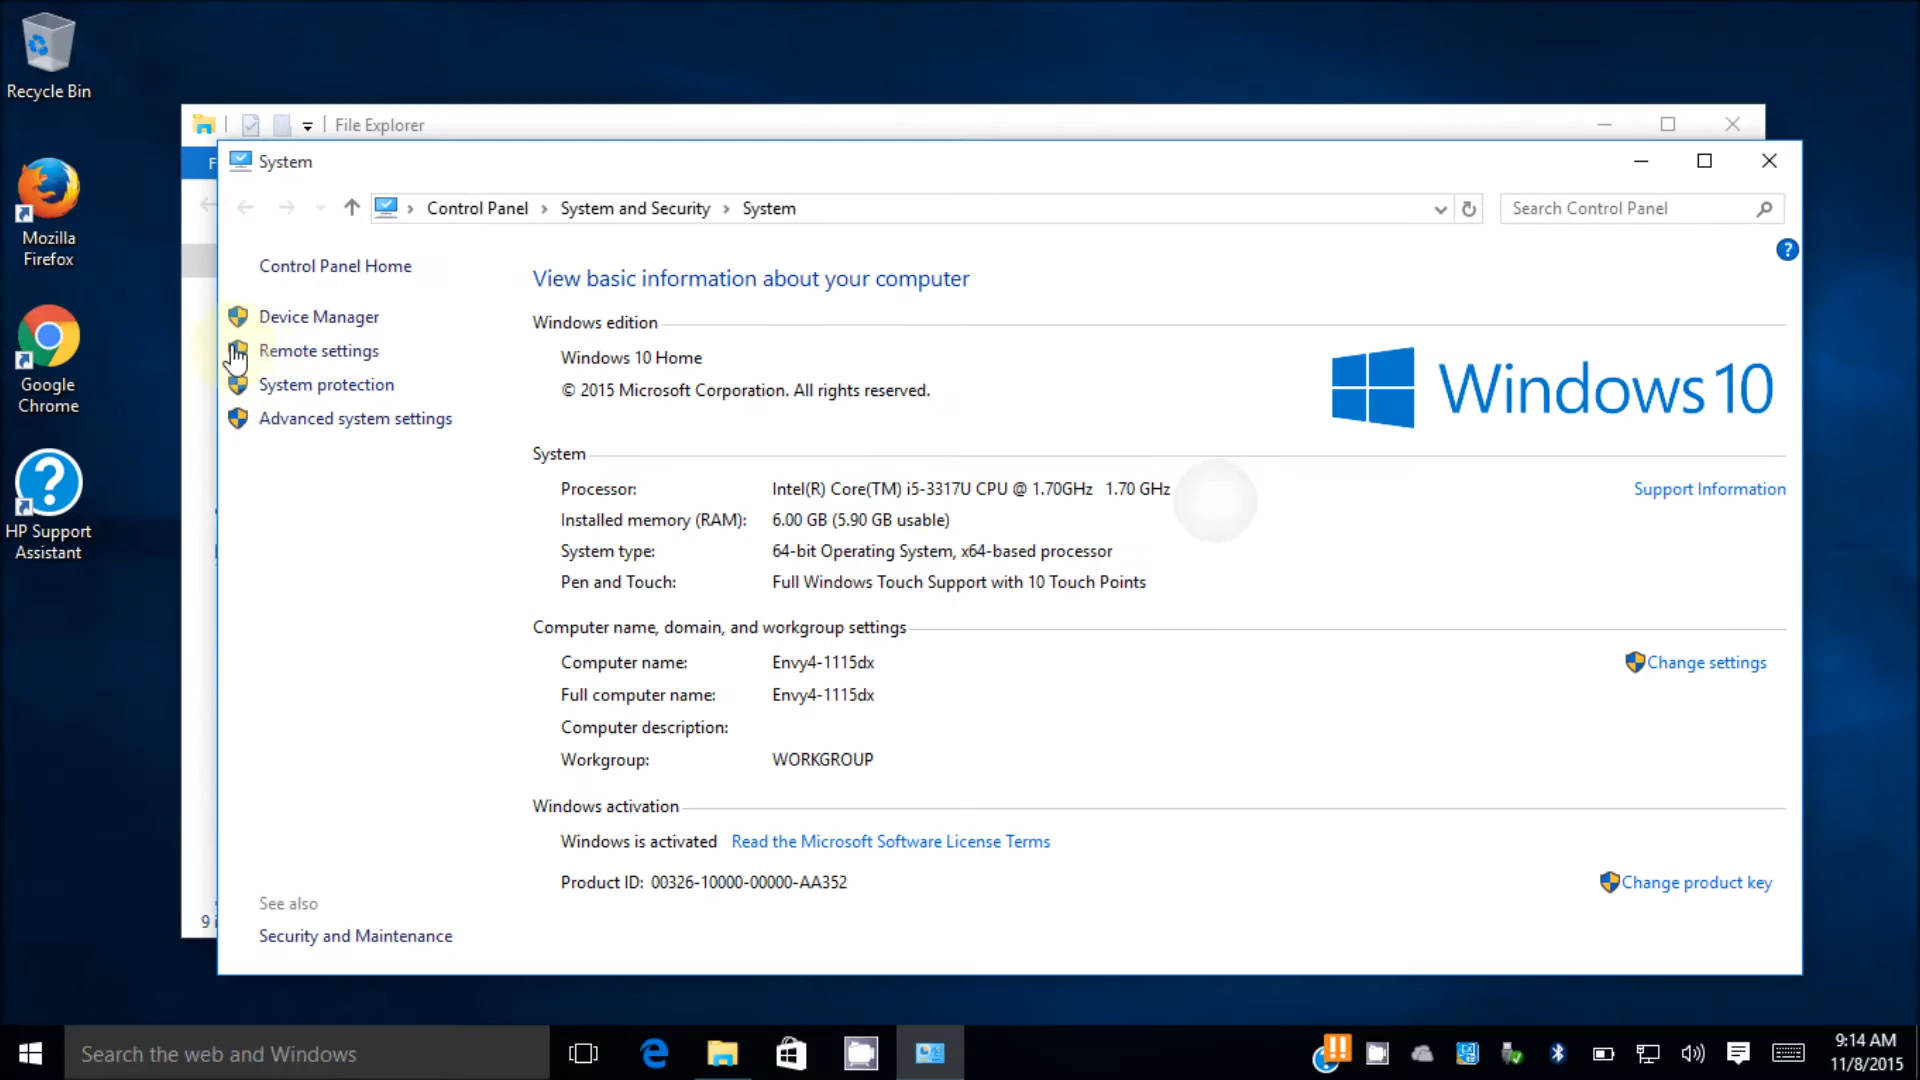 Recycle Bin
Mozilla
Firefox
Google
Chrome
HP Support
Assistant
File Explorer
F
System
Control Panel
System and Security
System
Search Control Panel
Control Panel Home
Device Manager
Remote settings
System protection
Advanced system settings
View basic information about your computer
Windows edition
Windows 10 Home
© 2015 Microsoft Corporation. All rights reserved.
Windows 10
System
Processor: Intel(R) Core(TM) i5-3317U CPU @ 1.70GHz 1.70 GHz
Support Information
Installed memory (RAM): 6.00 GB (5.90 GB usable)
System type: 64-bit Operating System, x64-based processor
Pen and Touch: Full Windows Touch Support with 10 Touch Points
Computer name, domain, and workgroup settings
Computer name: Envy4-1115dx
Change settings
Full computer name: Envy4-1115dx
Computer description:
Workgroup: WORKGROUP
Windows activation
Windows is activated Read the Microsoft Software License Terms
Product ID: 00326-10000-00000-AA352
Change product key
See also
9 i
Security and Maintenance
Search the web and Windows
9:14 AM
11/8/2015